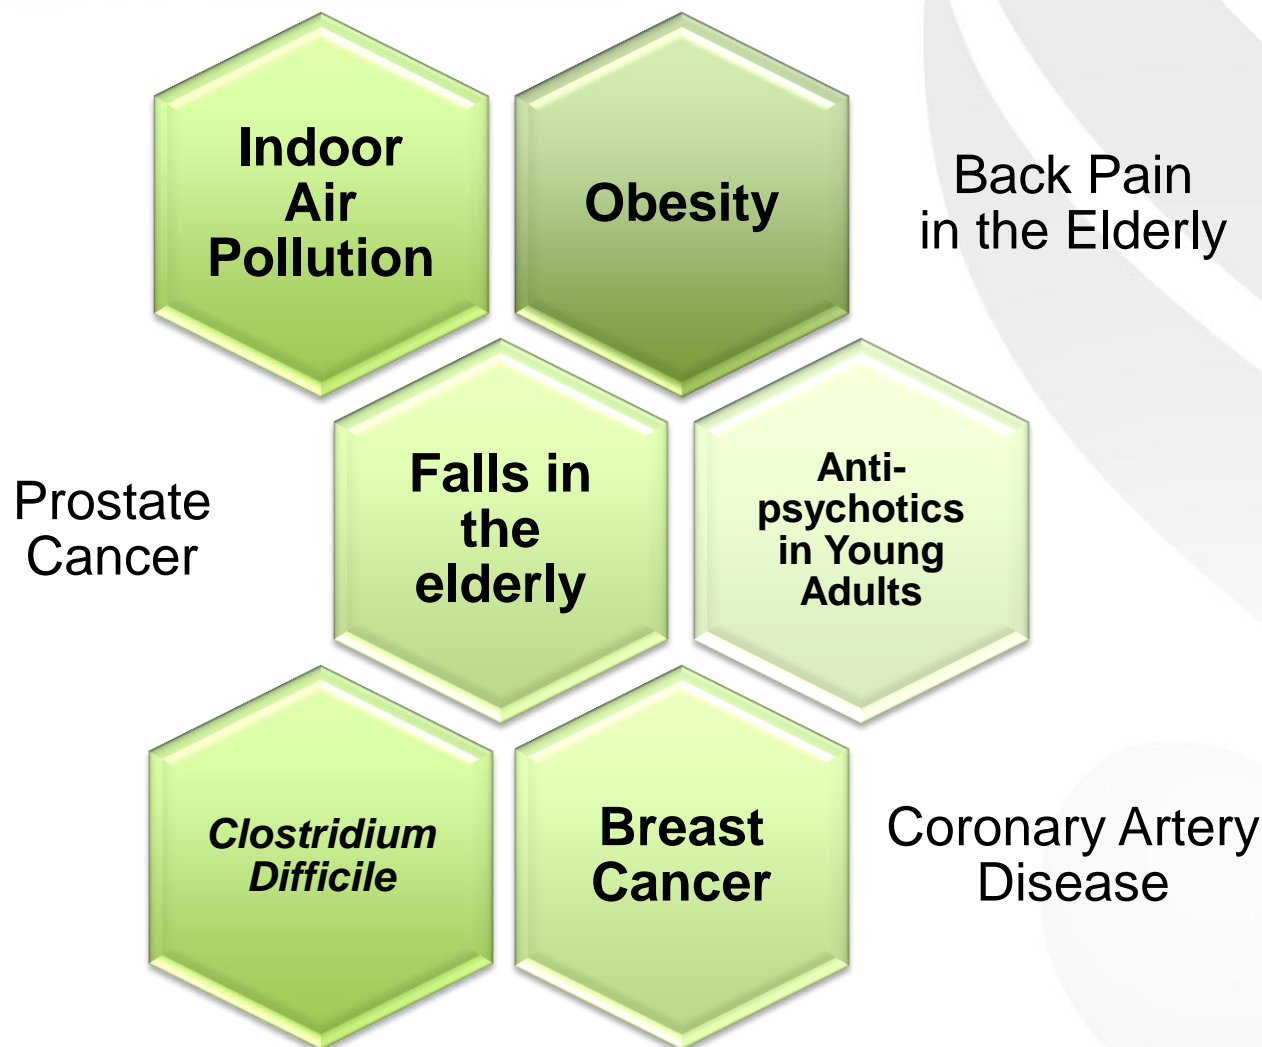 Indoor
Air
Pollution
Obesity
Back Pain
in the Elderly
Prostate
Cancer
Falls in
the
elderly
Anti-
psychotics
in Young
Adults
Clostridium
Difficile
Breast
Cancer
Coronary Artery
Disease